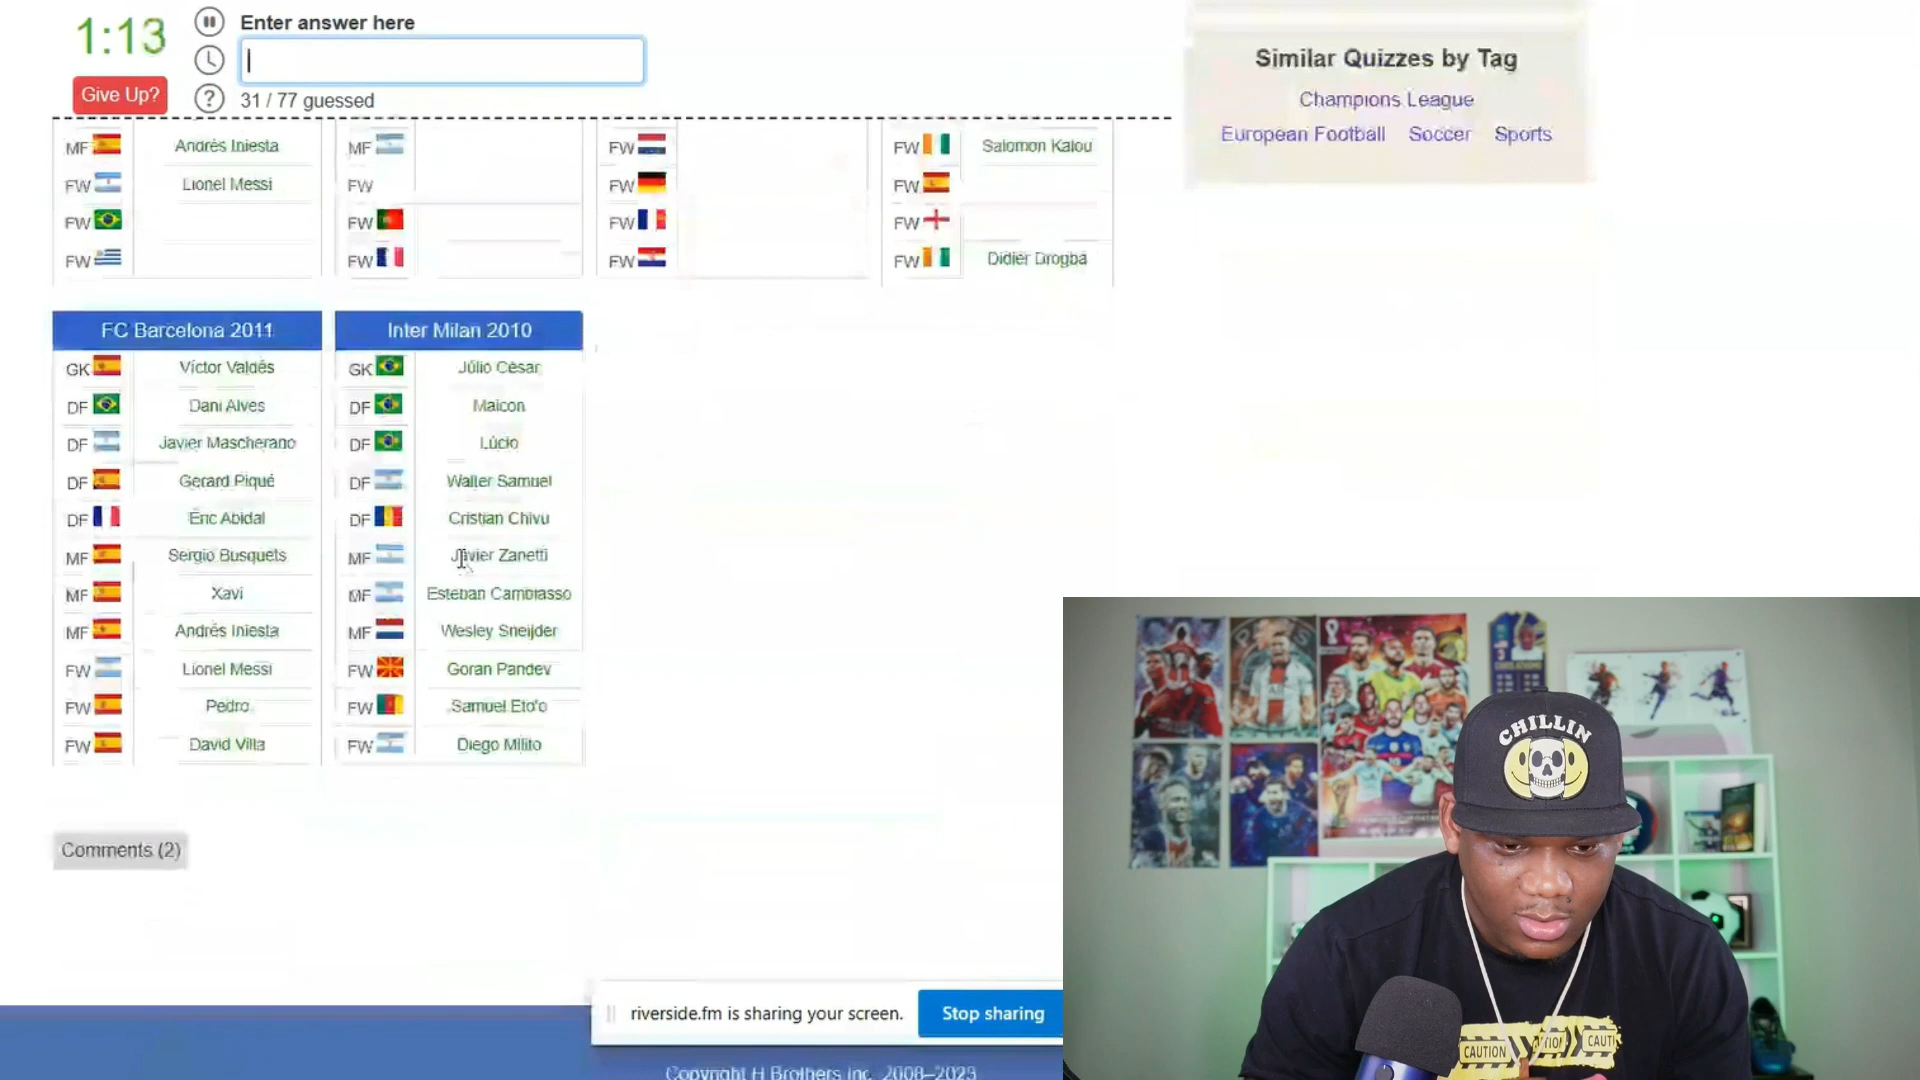 1:13
Enter answer here
Give Up?
31 / 77 guessed
Similar Quizzes by Tag
Champions League
European Football Soccer Sports
MF Andrés Iniesta
FW Lionel Messi
FW
FW
MF
FW
FW
FW
FW
FW
FW
FW
FW Salomon Kalou
FW
FW
FW Didier Drogba
FC Barcelona 2011
GK Víctor Valdés
DF Dani Alves
DF Javier Mascherano
DF Gerard Piqué
DF Éric Abidal
MF Sergio Busquets
MF Xavi
MF Andrés Iniesta
FW Lionel Messi
FW Pedro
FW David Villa
Inter Milan 2010
GK Júlio César
DF Maicon
DF Lúcio
DF Walter Samuel
DF Cristian Chivu
MF Javier Zanetti
MF Esteban Cambiasso
MF Wesley Sneijder
FW Goran Pandev
FW Samuel Eto'o
FW Diego Milito
Comments (2)
riverside.fm is sharing your screen.
Stop sharing
Copyright H Brothers Inc, 2008–2023
CHILLIN
CAUTION